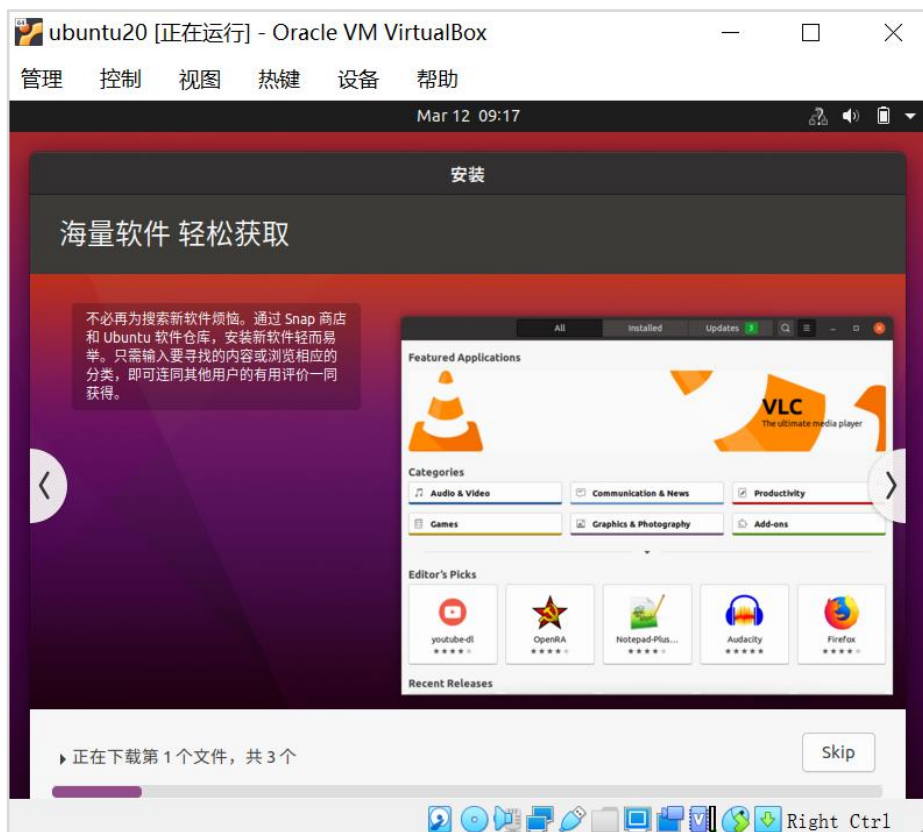 ubuntu20 [正在运行] - Oracle VM VirtualBox
管理 控制 视图 热键 设备 帮助
Mar 12 09:17
安装
海量软件 轻松获取
不必再为搜索新软件烦恼。通过 Snap 商店
和 Ubuntu 软件仓库，安装新软件轻而易
举。只需输入要寻找的内容或浏览相应的
分类，即可连同其他用户的有用评价一同
获得。
All Installed Updates 3
Featured Applications
VLC
The ultimate media player
Categories
Audio & Video Communication & News Productivity
Games Graphics & Photography Add-ons
Editor's Picks
youtube-dl OpenRA Notepad-Plus... Audacity Firefox
Recent Releases
正在下载第 1 个文件，共 3 个
Skip
Right Ctrl